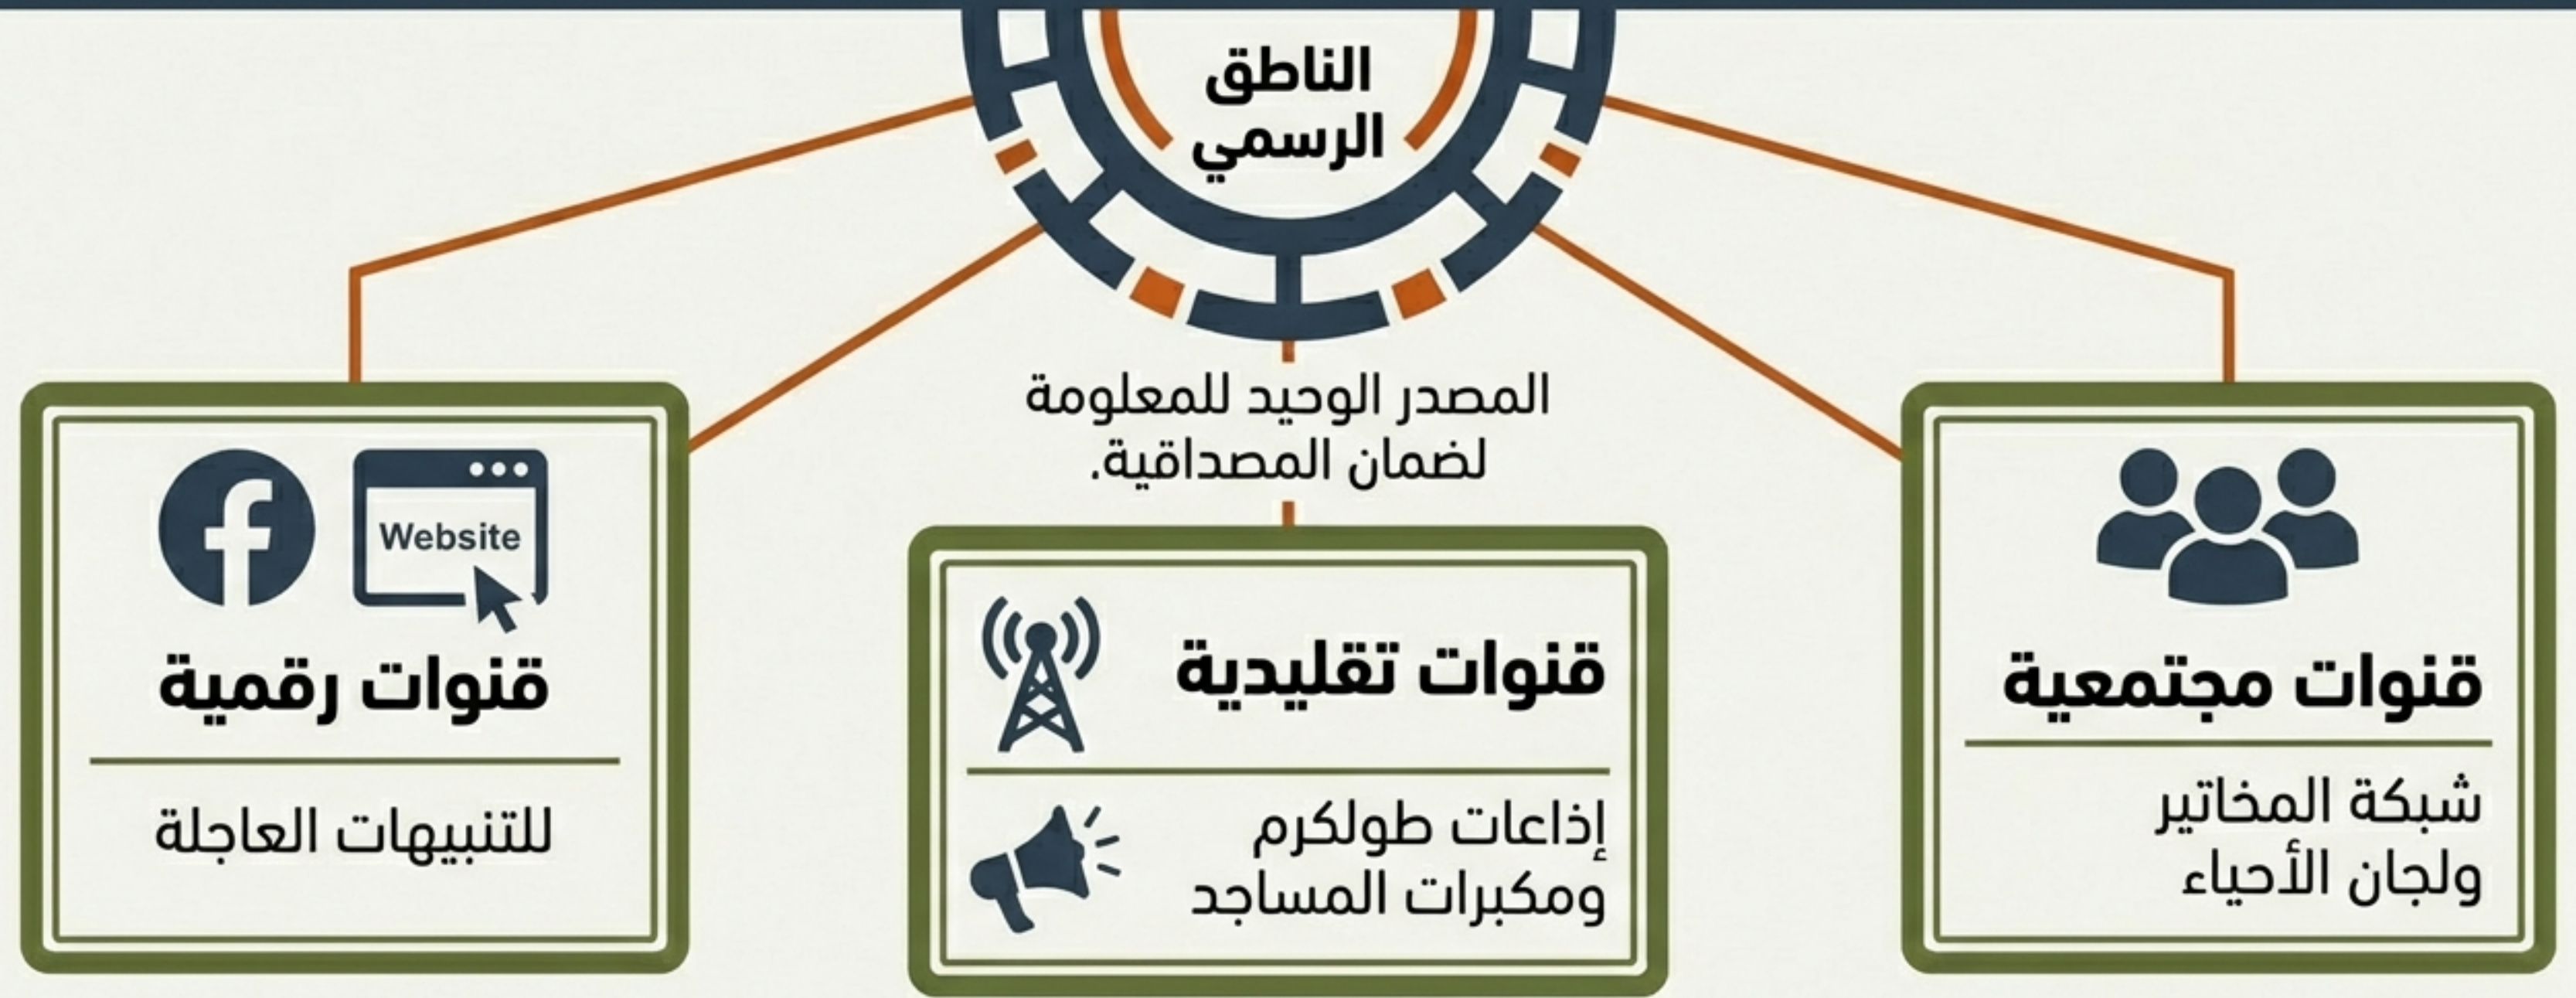 الناطق
الرسمي
المصدر الوحيد للمعلومة
لضمان المصداقية.
قنوات مجتمعية
شبكة المخاتير
ولجان الأحياء
قنوات تقليدية
إذاعات طولكرم
ومكبرات المساجد
Website
قنوات رقمية
للتنبيهات العاجلة